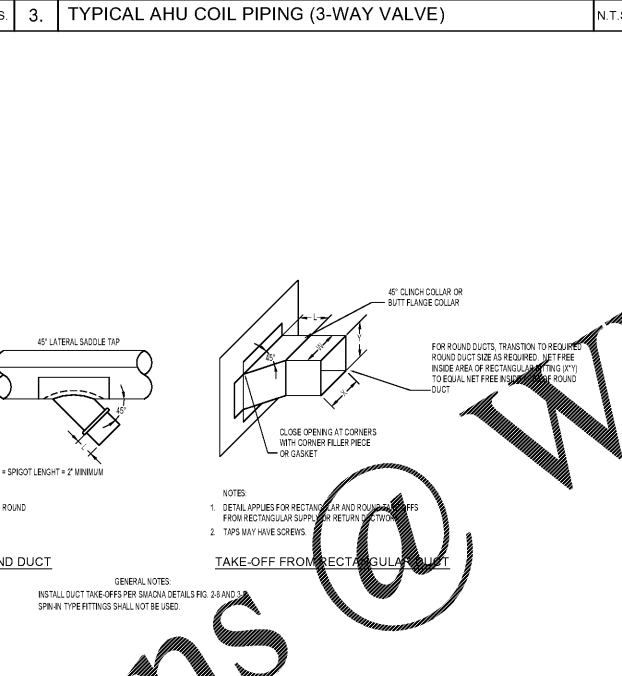 S. 3. TYPICAL AHU COIL PIPING (3-WAY VALVE) N.T.S
45° CLINCH COLLAR OR
BUTT FLANGE COLLAR
L
Y
W
45°
X
45° LATERAL SADDLE TAP
45°
L
FOR ROUND DUCTS, TRANSTION TO REQUIRED
ROUND DUCT SIZE AS REQUIRED. NET FREE
INSIDE AREA OF RECTANGULAR FITTING (X*Y)
TO EQUAL NET FREE INSIDE OF ROUND
DUCT
CLOSE OPENING AT CORNERS
WITH CORNER FILLER PIECE
OR GASKET
= SPIGOT LENGHT = 2" MINIMUM
ROUND
NOTES:
1. DETAIL APPLIES FOR RECTANGULAR AND ROUND TAKE-OFFS
FROM RECTANGULAR SUPPLY OR RETURN DUCTWORK
2. TAPS MAY HAVE SCREWS.
ND DUCT
TAKE-OFF FROM RECTANGULAR DUCT
GENERAL NOTES:
INSTALL DUCT TAKE-OFFS PER SMACNA DETAILS FIG. 2-8 AND
SPIN-IN TYPE FITTINGS SHALL NOT BE USED.
ns @ W